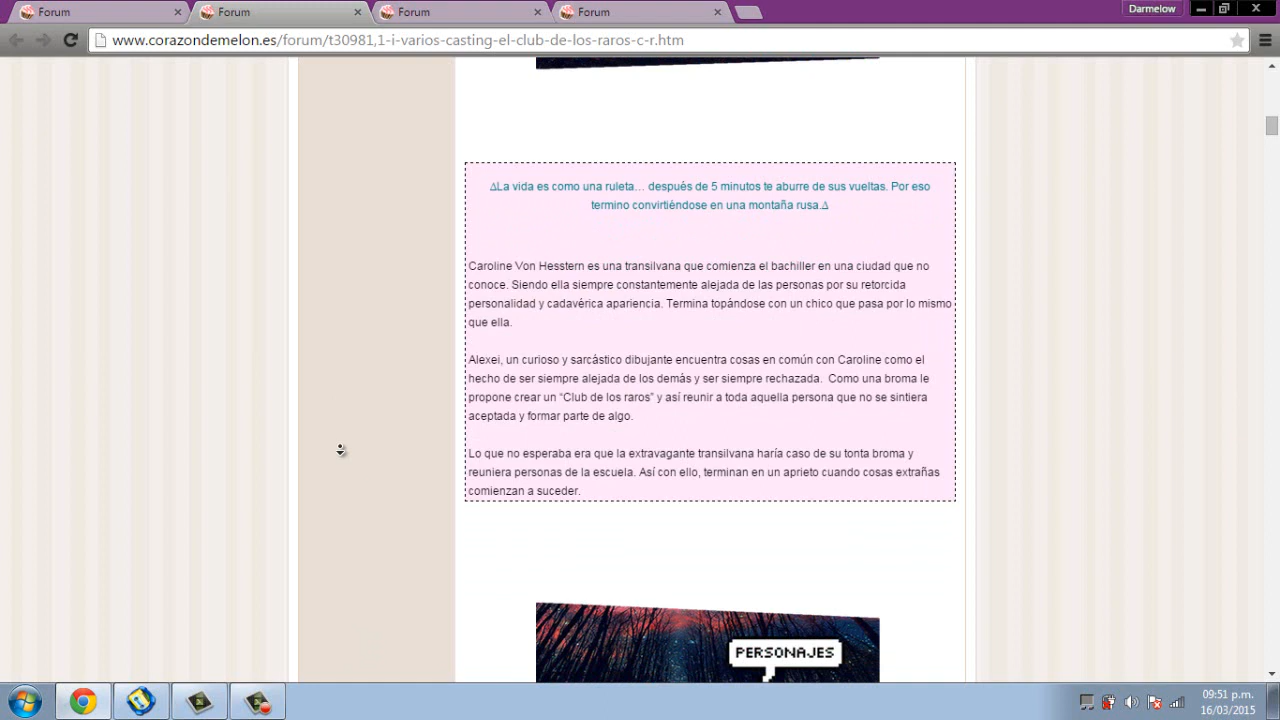 Forum
Forum
Forum
Forum
Darmelow
www.corazondemelon.es/forum/t30981,1-i-varios-casting-el-club-de-los-raros-c-r.htm
∆La vida es como una ruleta… después de 5 minutos te aburre de sus vueltas. Por eso
termino convirtiéndose en una montaña rusa.∆
Caroline Von Hesstern es una transilvana que comienza el bachiller en una ciudad que no
conoce. Siendo ella siempre constantemente alejada de las personas por su retorcida
personalidad y cadavérica apariencia. Termina topándose con un chico que pasa por lo mismo
que ella.
Alexei, un curioso y sarcástico dibujante encuentra cosas en común con Caroline como el
hecho de ser siempre alejada de los demás y ser siempre rechazada. Como una broma le
propone crear un “Club de los raros” y así reunir a toda aquella persona que no se sintiera
aceptada y formar parte de algo.
Lo que no esperaba era que la extravagante transilvana haría caso de su tonta broma y
reuniera personas de la escuela. Así con ello, terminan en un aprieto cuando cosas extrañas
comienzan a suceder.
PERSONAJES
09:51 p.m.
16/03/2015